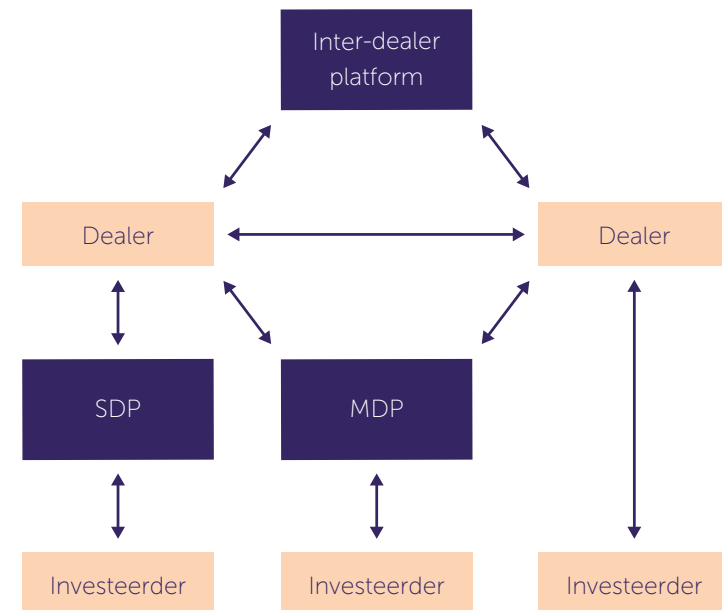 Inter-dealer
platform
Dealer
Dealer
SDP
MDP
Investeerder
Investeerder
Investeerder